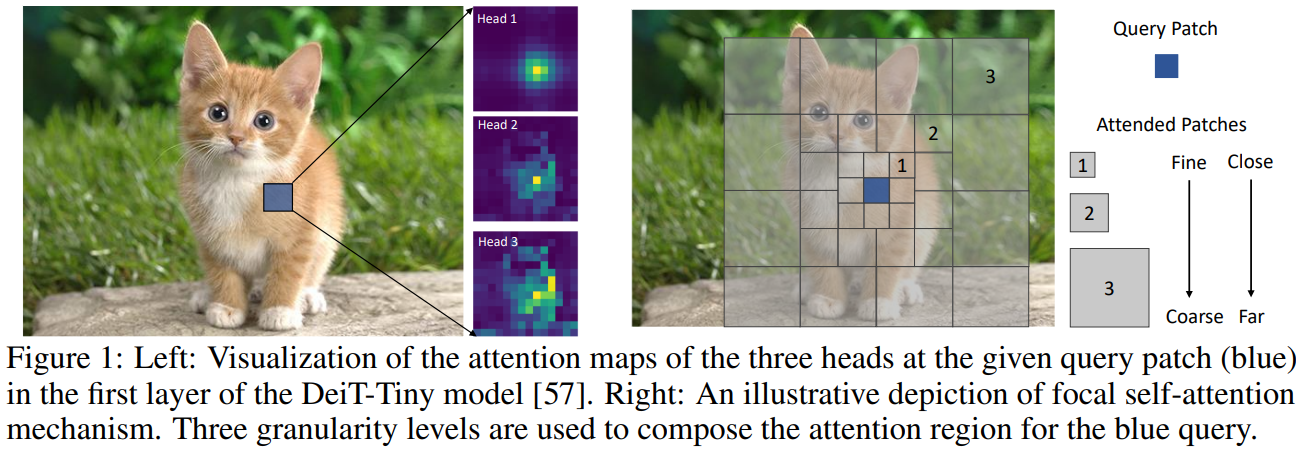 Head 1
Head 2
Head 3
3
2
1
Query Patch
Attended Patches
1
2
3
Fine Close
Coarse Far
Figure 1: Left: Visualization of the attention maps of the three heads at the given query patch (blue)
in the first layer of the DeiT-Tiny model [57]. Right: An illustrative depiction of focal self-attention
mechanism. Three granularity levels are used to compose the attention region for the blue query.